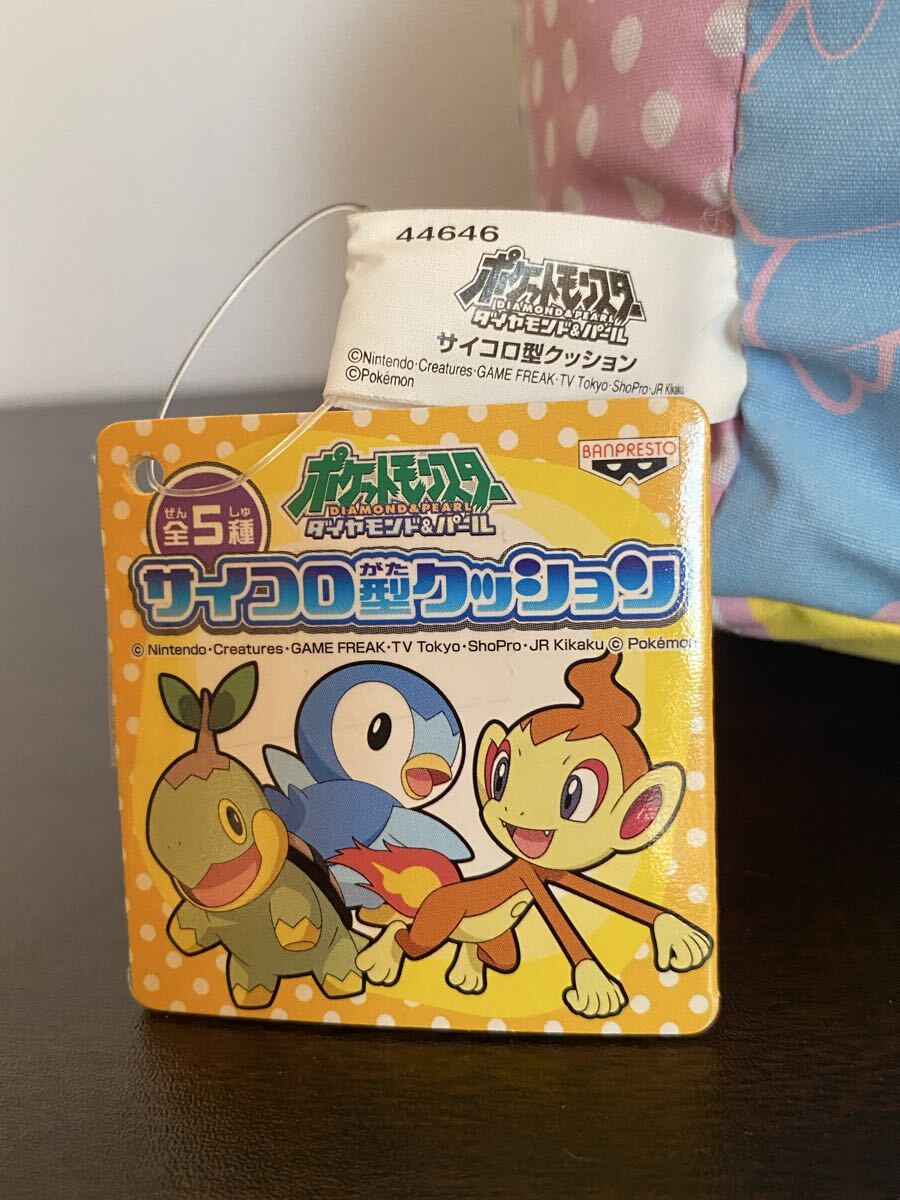 44646
ポケットモンスター
DIAMOND&PEARL
ダイヤモンド&パール
サイコロ型クッション
©Nintendo・Creatures・GAME FREAK・TV Tokyo・ShoPro・JR Kikaku
©Pokémon
BANPRESTO
ポケットモンスター
DIAMOND&PEARL
ダイヤモンド&パール
ぜん しゅ
全5種
がた
サイコロ型クッション
© Nintendo・Creatures・GAME FREAK・TV Tokyo・ShoPro・JR Kikaku © Pokémon